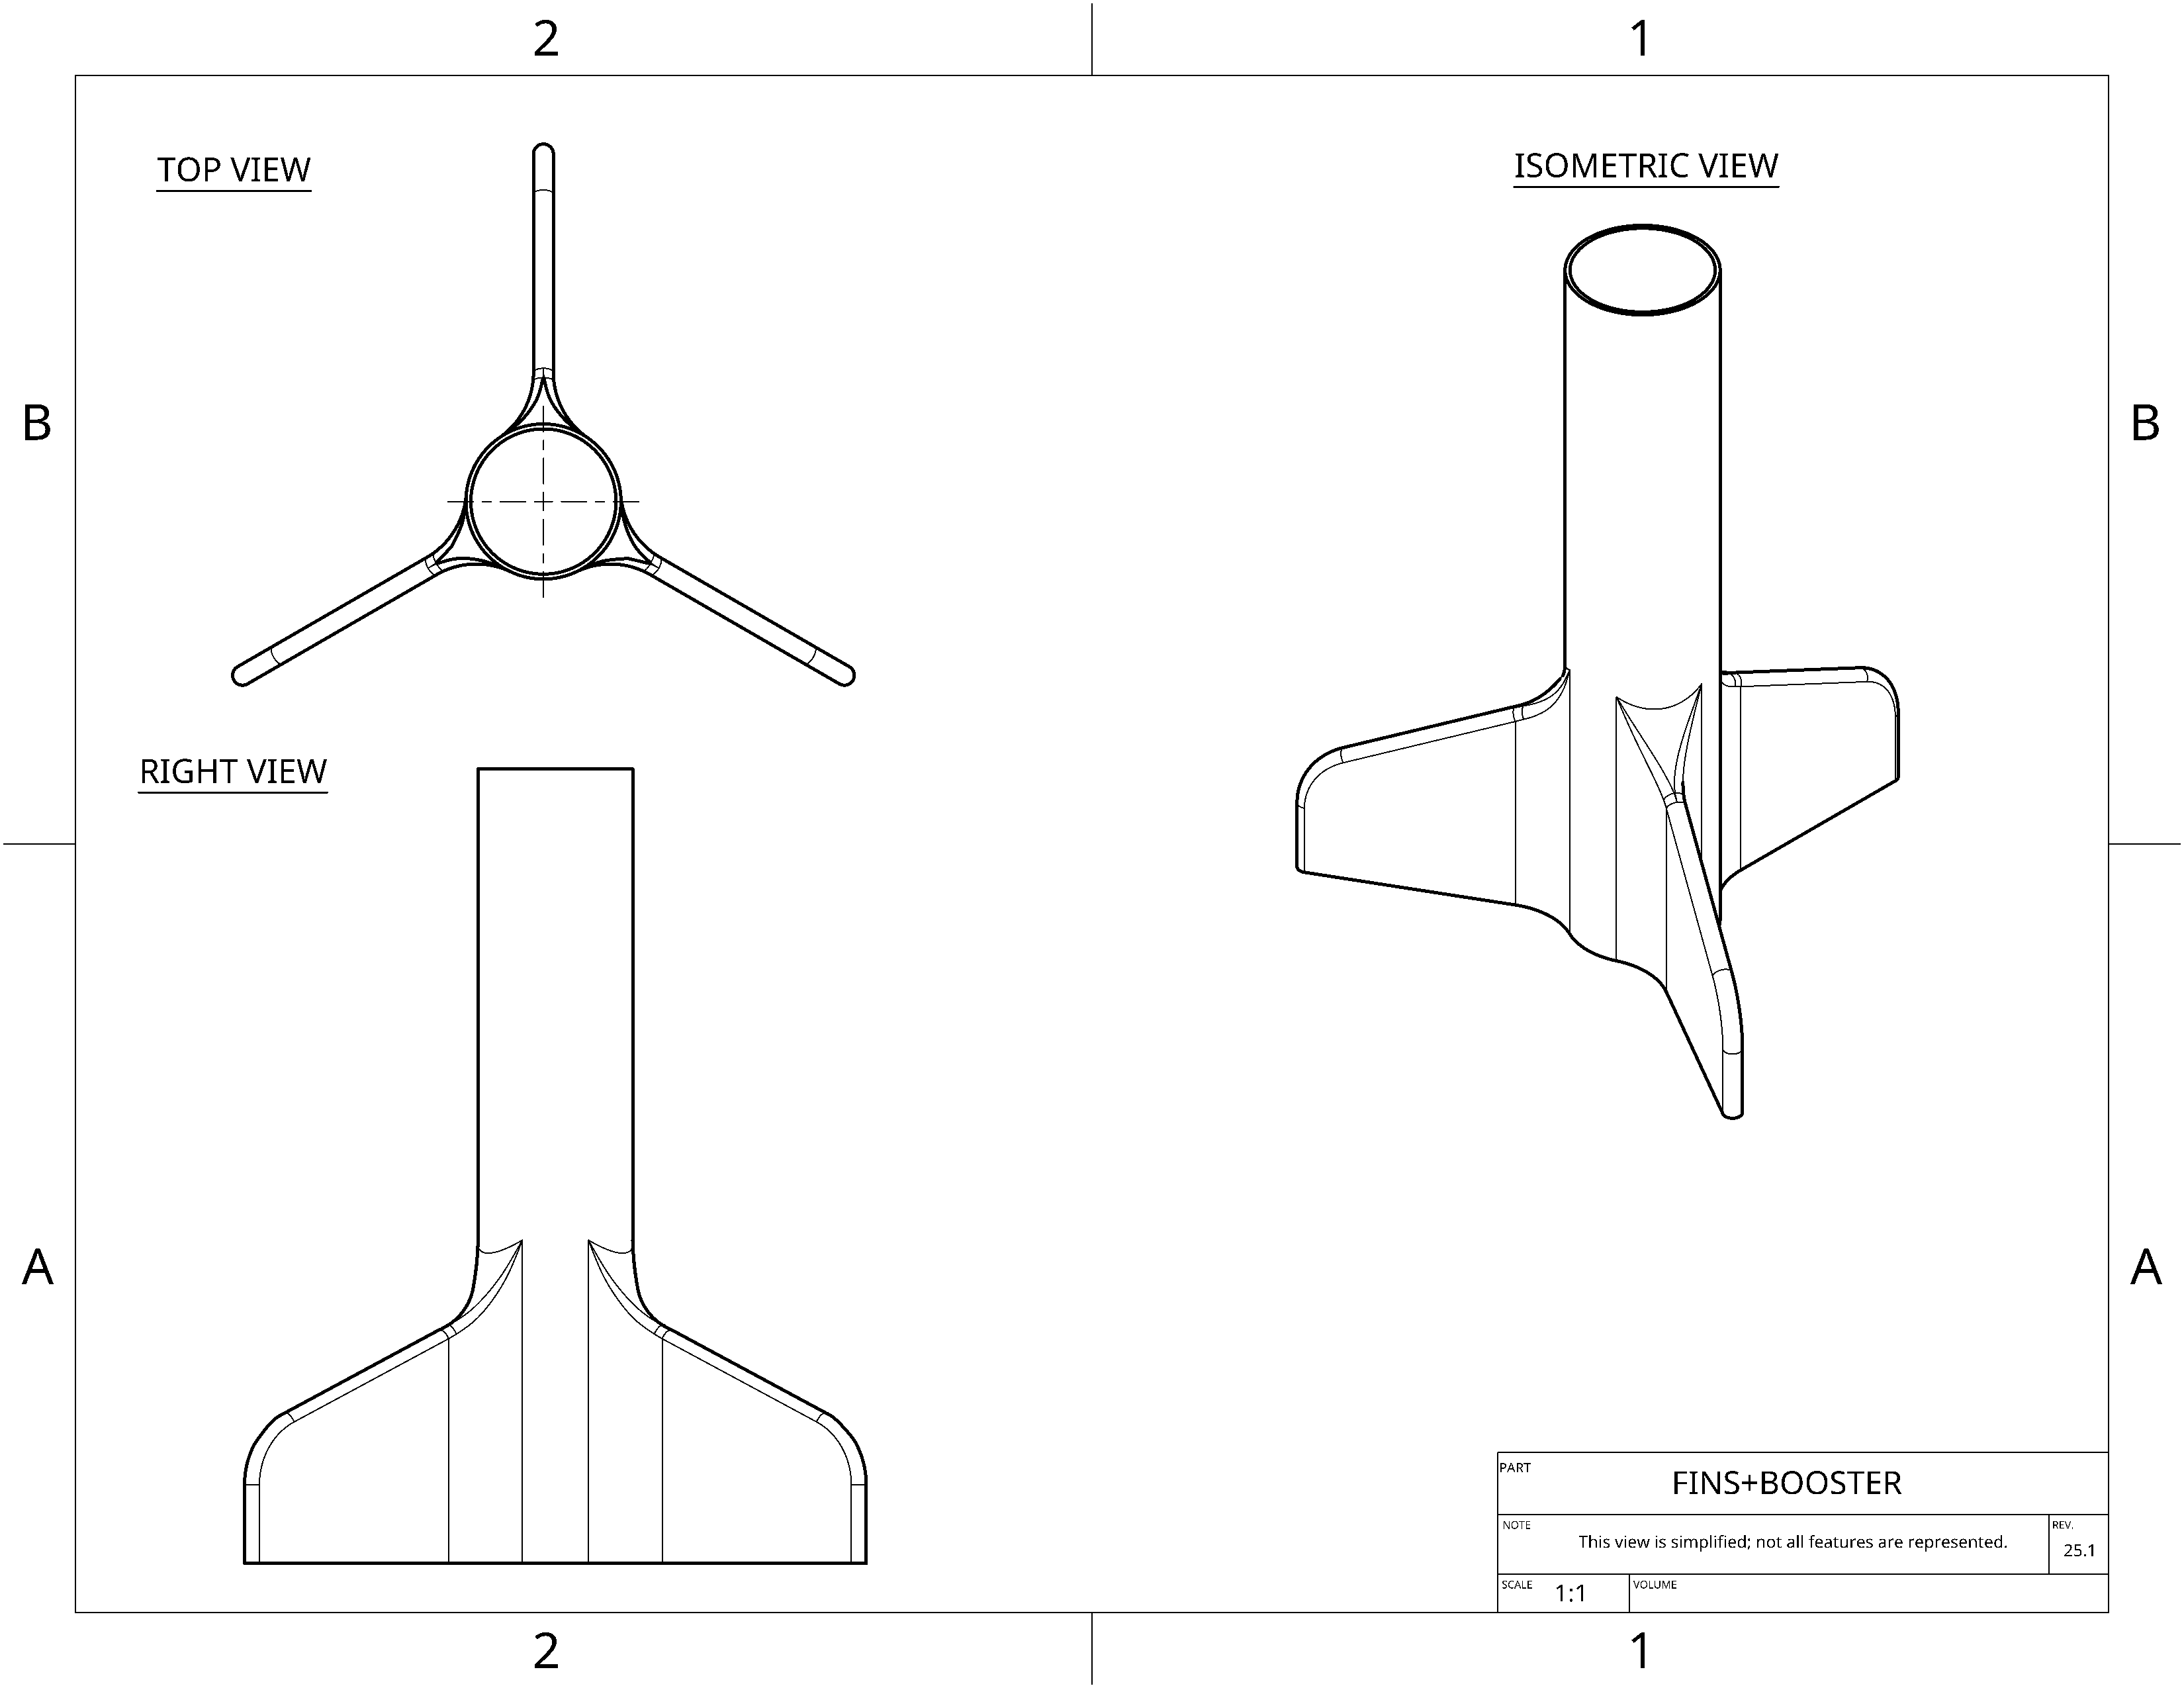 2
1
TOP VIEW
ISOMETRIC VIEW
B
B
RIGHT VIEW
A
A
PART
FINS+BOOSTER
NOTE
This view is simplified; not all features are represented.
REV.
25.1
SCALE
1:1
VOLUME
2
1